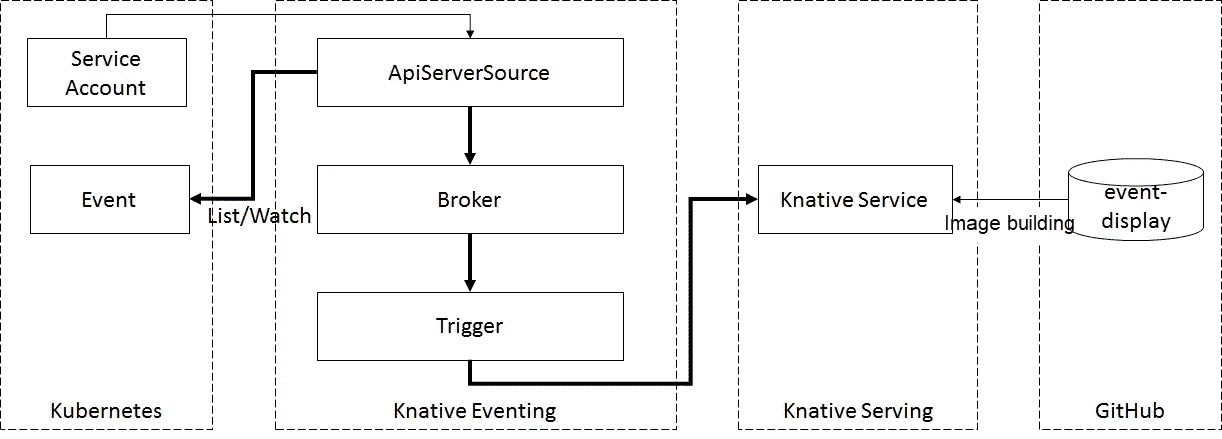 Service
Account
ApiServerSource
Event
List/Watch
Broker
Knative Service
Image building
event-
display
Trigger
Kubernetes
Knative Eventing
Knative Serving
GitHub